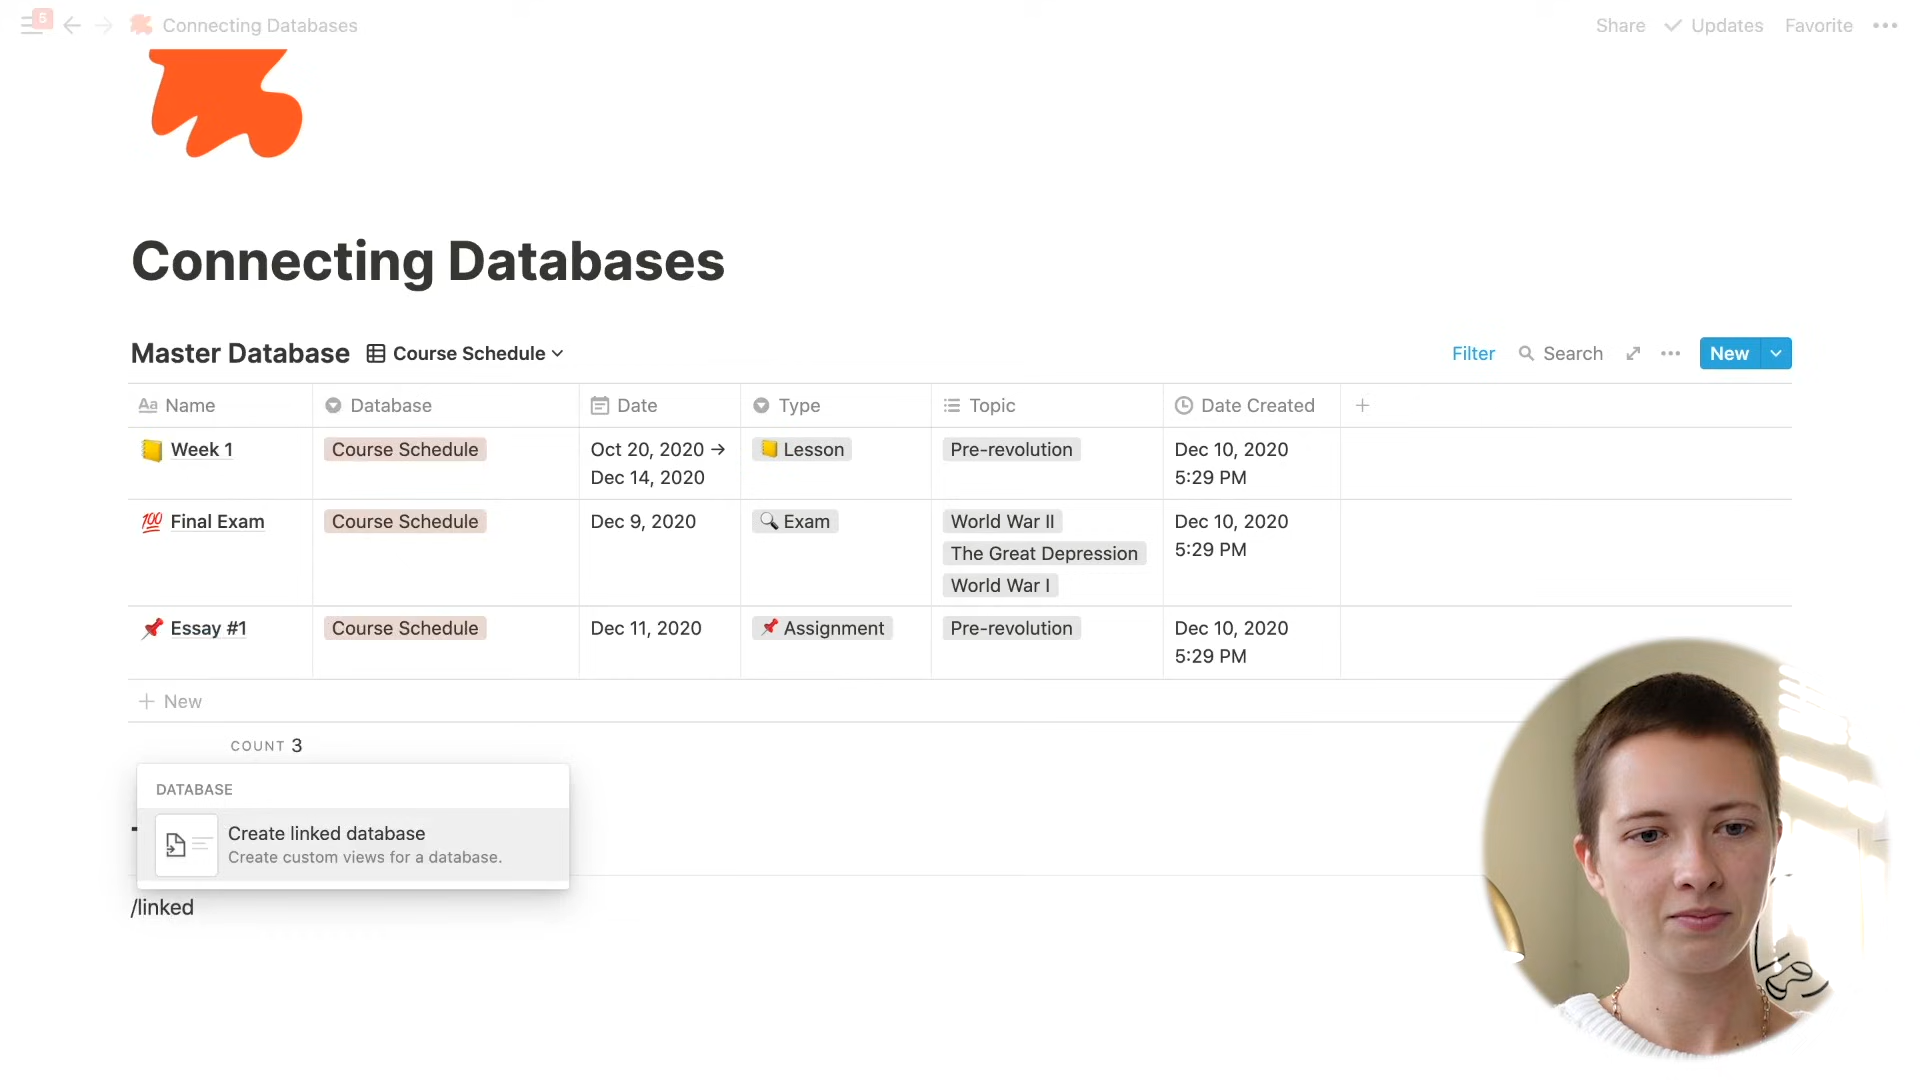 6
Connecting Databases
Share
Updates
Favorite
Connecting Databases
Master Database
Course Schedule
Filter
Search
New
Aa Name
Database
Date
Type
Topic
Date Created
Week 1
Course Schedule
Oct 20, 2020 →
Dec 14, 2020
Lesson
Pre-revolution
Dec 10, 2020
5:29 PM
💯 Final Exam
Course Schedule
Dec 9, 2020
Exam
World War II
The Great Depression
World War I
Dec 10, 2020
5:29 PM
Essay #1
Course Schedule
Dec 11, 2020
Assignment
Pre-revolution
Dec 10, 2020
5:29 PM
+ New
COUNT 3
DATABASE
Create linked database
Create custom views for a database.
/linked